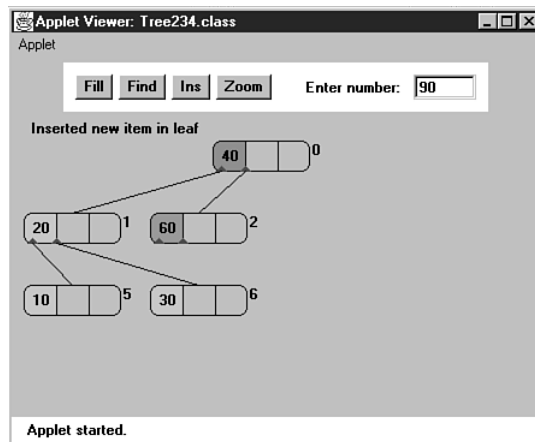 Applet Viewer: Tree234.class
Applet
Fill Find Ins Zoom Enter number: 90
Inserted new item in leaf
40 0
20 1 60 2
10 5 30 6
Applet started.